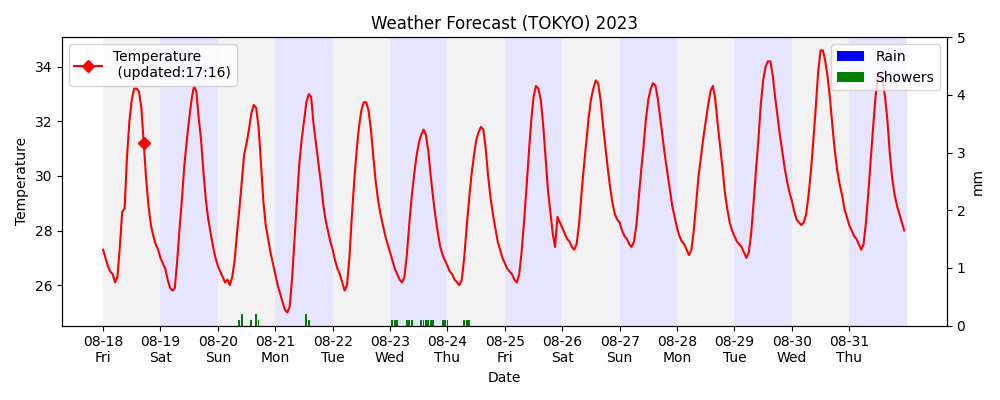 Weather Forecast (TOKYO) 2023
Temperature
(updated:17:16)
Rain
Showers
34
32
30
28
26
Temperature
5
4
3
2
1
0
mm
08-18 08-19 08-20 08-21 08-22 08-23 08-24 08-25 08-26 08-27 08-28 08-29 08-30 08-31
Fri Sat Sun Mon Tue Wed Thu Fri Sat Sun Mon Tue Wed Thu
Date